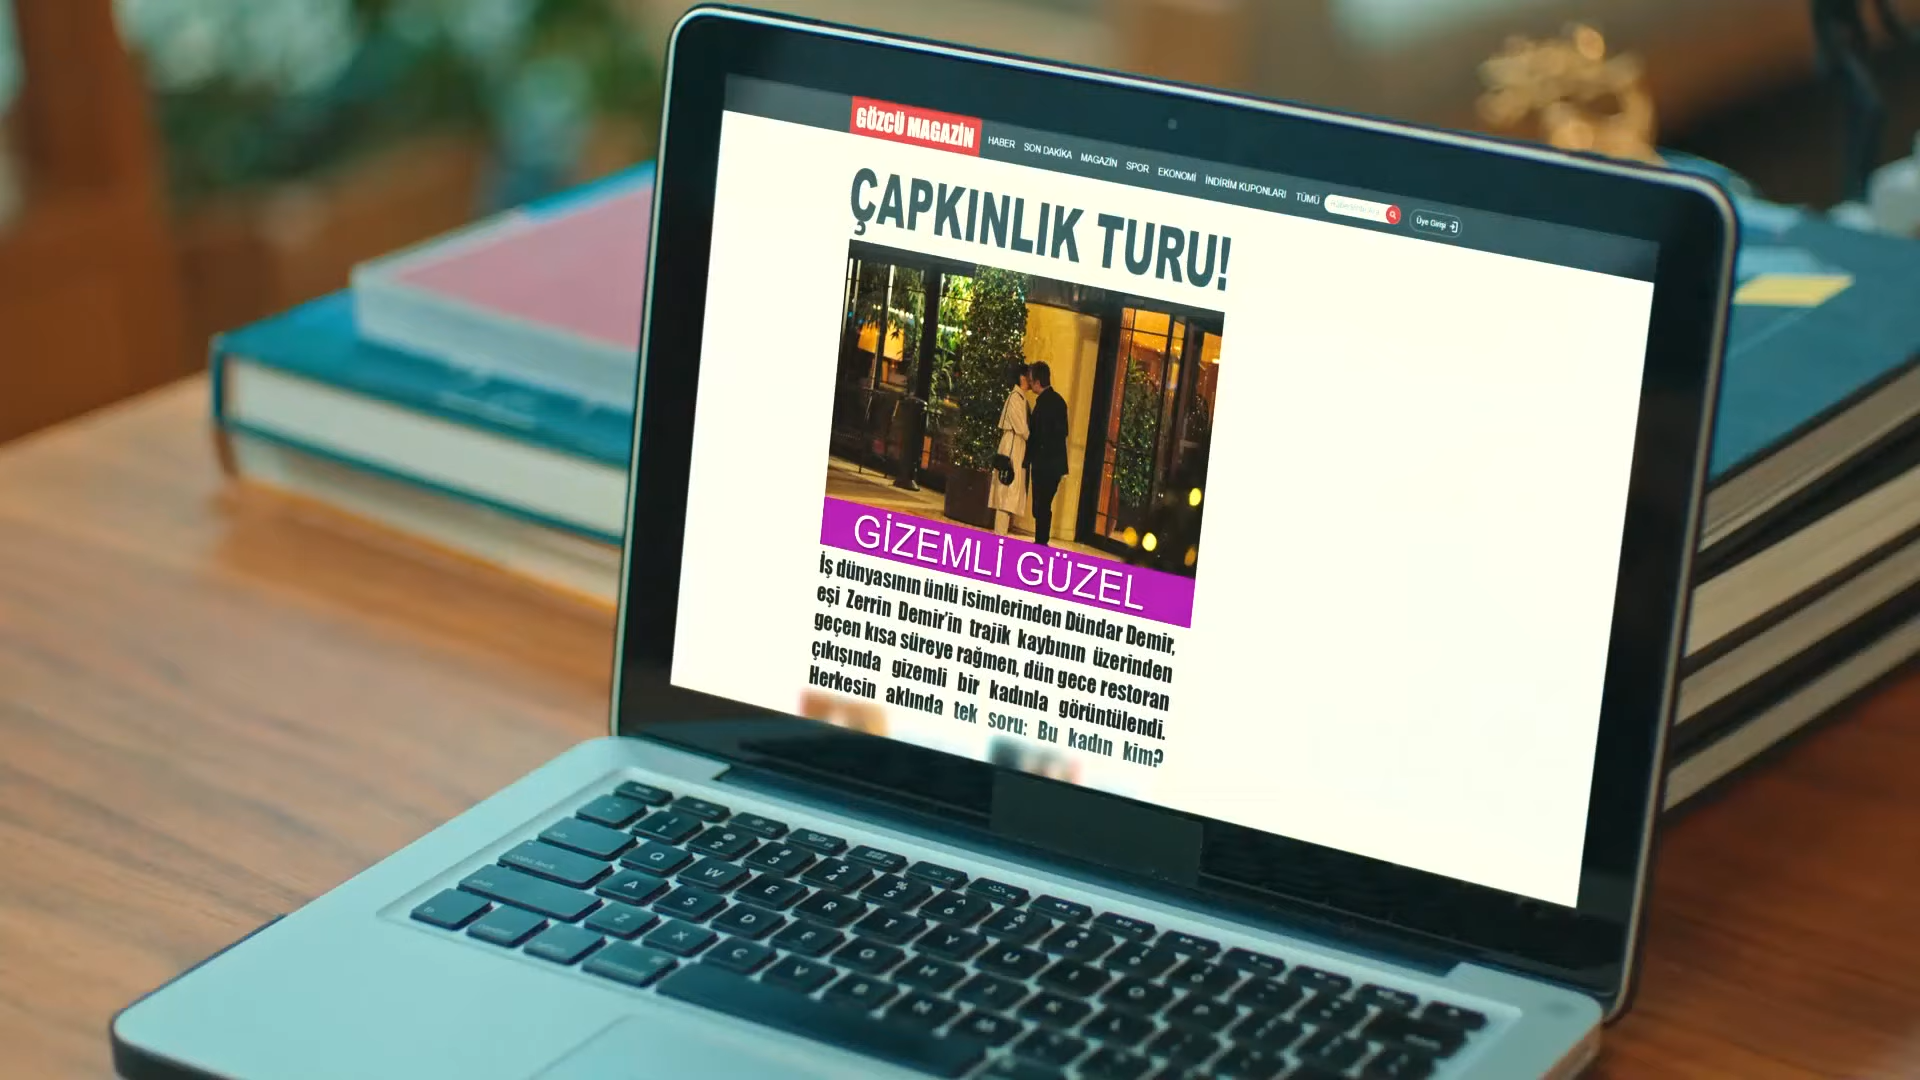 GÖZCÜ MAGAZİN
HABER SON DAKİKA MAGAZİN SPOR EKONOMİ İNDİRİM KUPONLARI TÜMÜ
Üye Girişi
ÇAPKINLIK TURU!
GİZEMLİ GÜZEL
İş dünyasının ünlü isimlerinden Dündar Demir,
eşi Zerrin Demir'in trajik kaybının üzerinden
geçen kısa süreye rağmen, dün gece restoran
çıkışında gizemli bir kadınla görüntülendi.
Herkesin aklında tek soru: Bu kadın kim?
Q W E R T Y U I O P
A S D F G H J K L
Z X C V B N M